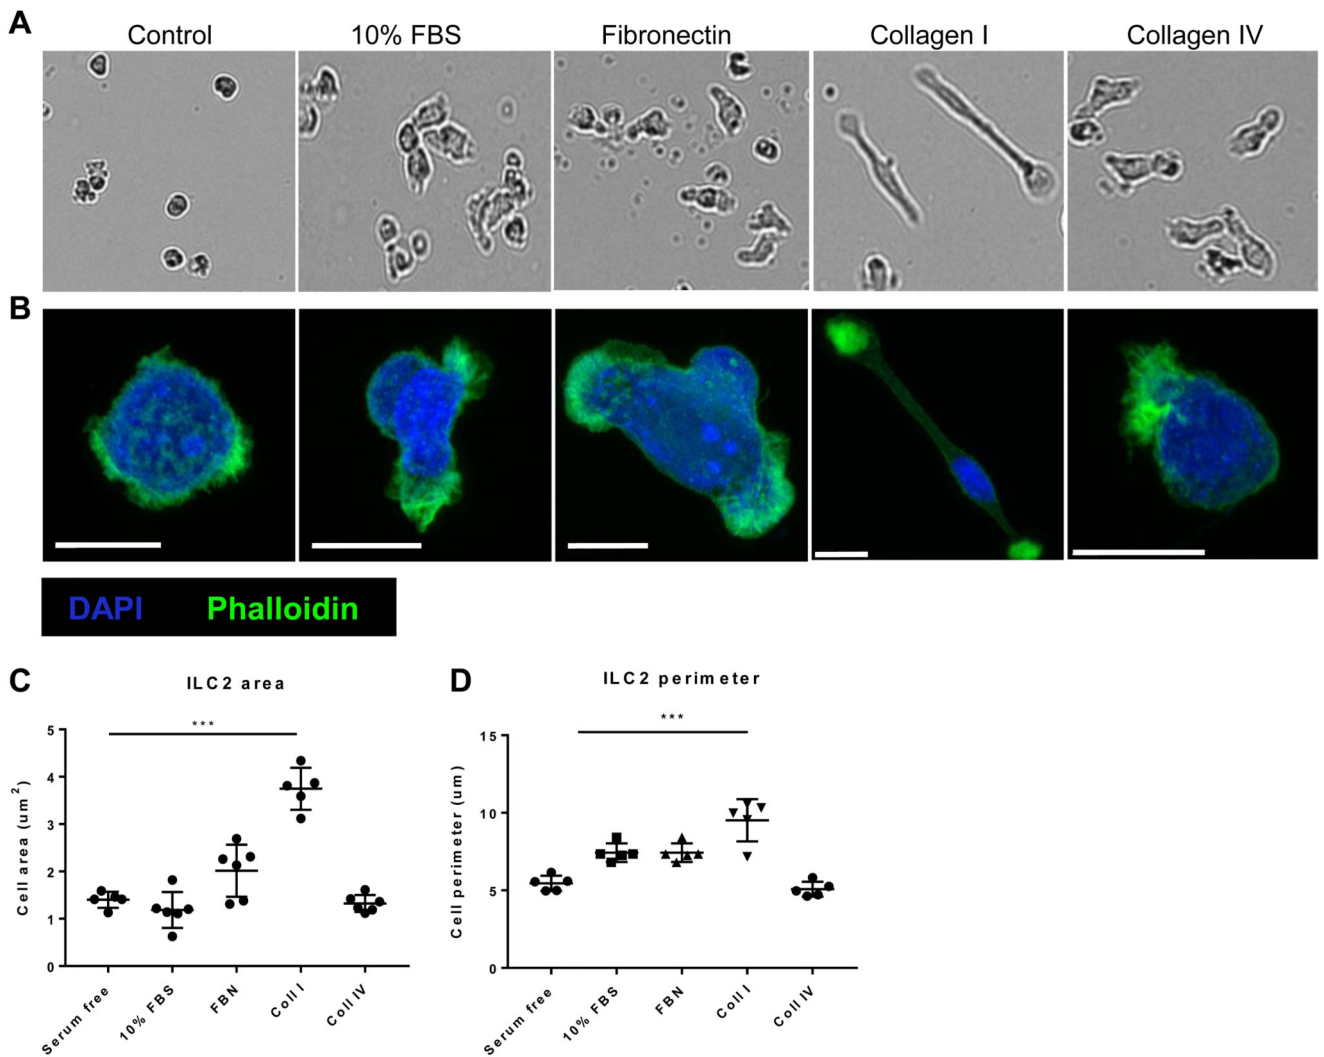 A
Control 10% FBS Fibronectin Collagen I Collagen IV
B
DAPI Phalloidin
C
ILC2 area
***
Cell area (um²)
5
4
3
2
1
0
Serum free 10% FBS FBN Coll I Coll IV
D
ILC2 perimeter
***
Cell perimeter (um)
15
10
5
0
Serum free 10% FBS FBN Coll I Coll IV